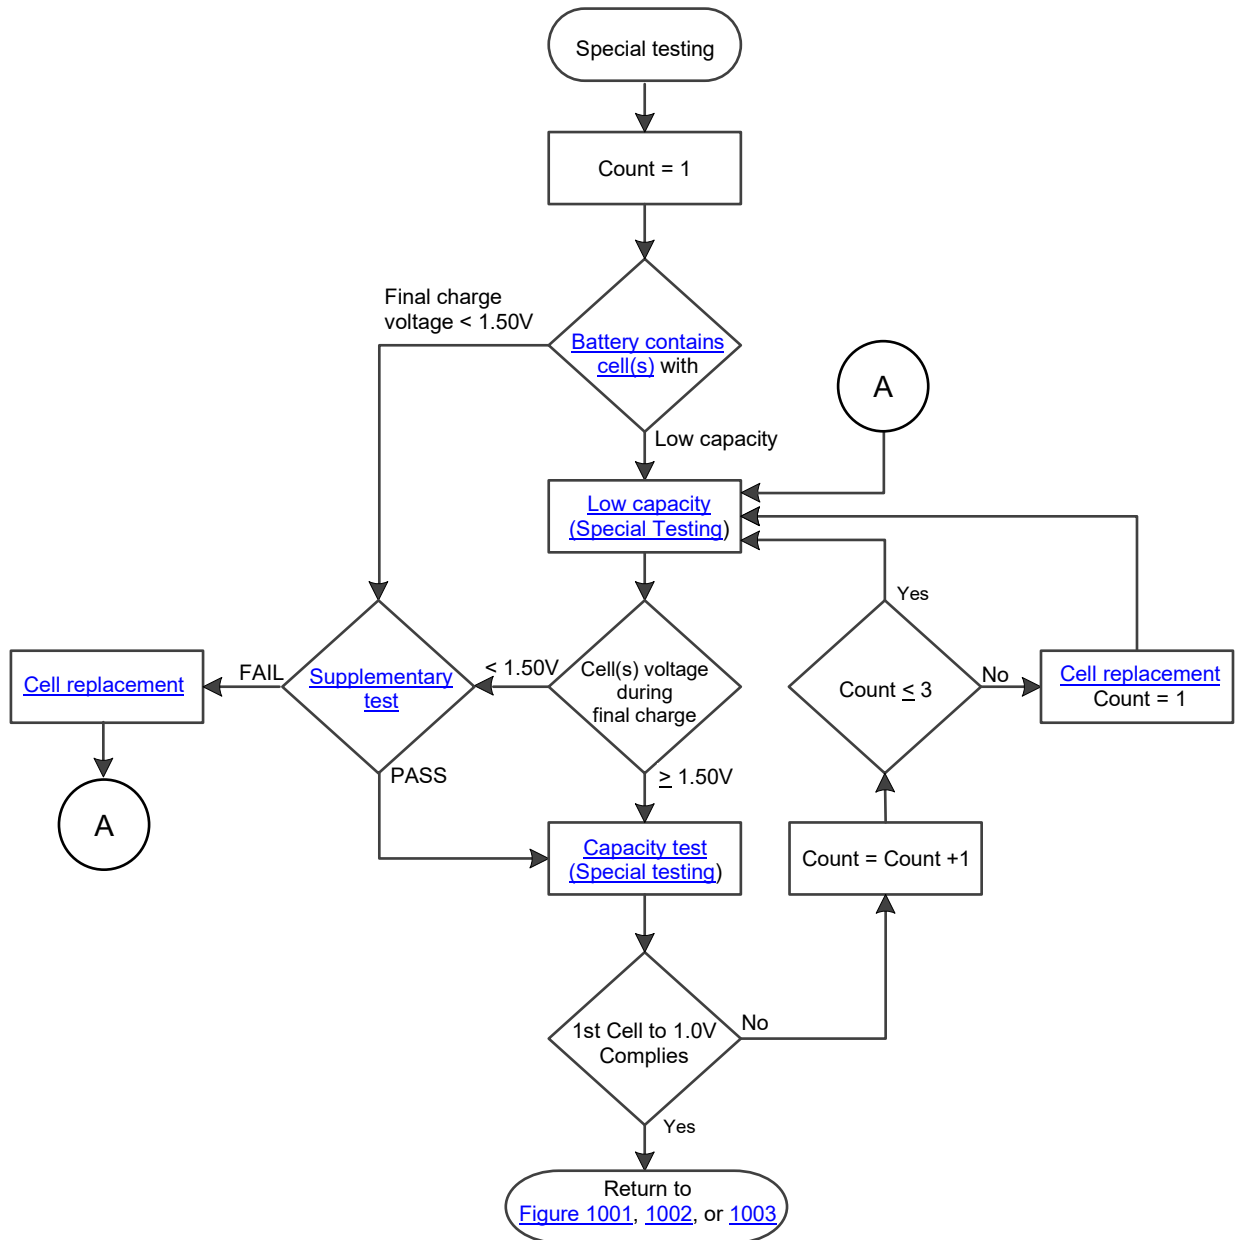 Special testing
Count = 1
Final charge
voltage < 1.50V
Battery contains
cell(s) with
A
Low capacity
Low capacity
(Special Testing)
Yes
FAIL
< 1.50V
Cell replacement
Supplementary
test
Cell(s) voltage
during
final charge
Count ≤ 3
No
Cell replacement
Count = 1
PASS
≥ 1.50V
A
Capacity test
(Special testing)
Count = Count +1
1st Cell to 1.0V
Complies
No
Yes
Return to
Figure 1001, 1002, or 1003